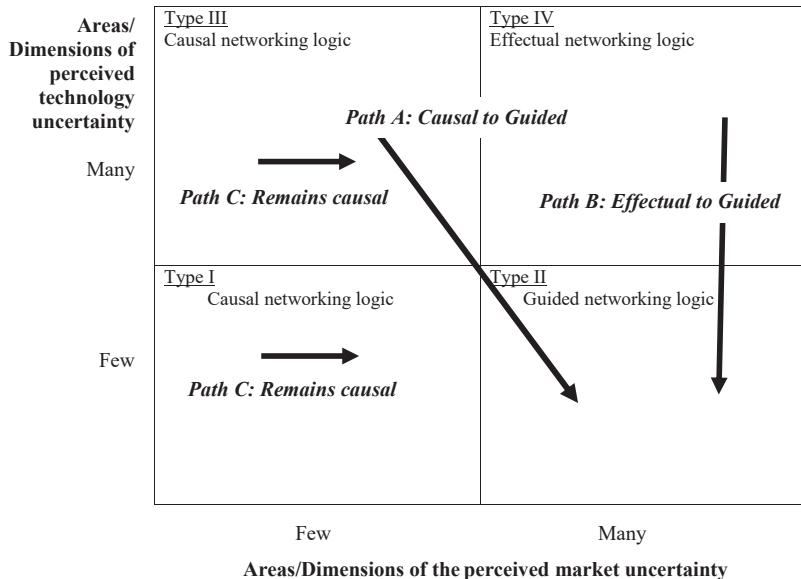 Areas/
Dimensions of
perceived
technology
uncertainty
Many
Few
Type III
Causal networking logic
Type IV
Effectual networking logic
Path A: Causal to Guided
Path C: Remains causal
Path B: Effectual to Guided
Type I
Causal networking logic
Type II
Guided networking logic
Path C: Remains causal
Few
Many
Areas/Dimensions of the perceived market uncertainty